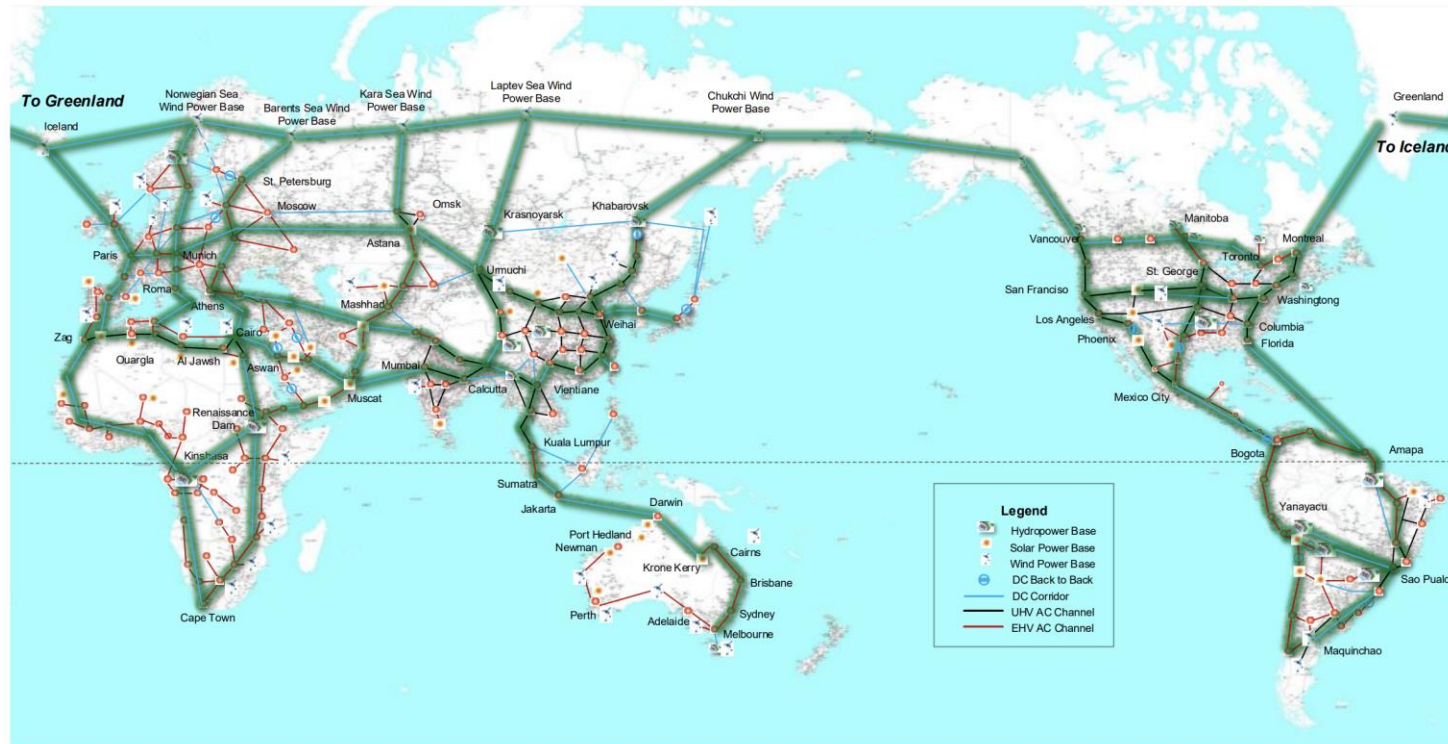 To Greenland
Iceland
Norwegian Sea
Wind Power Base
Barents Sea Wind
Power Base
Kara Sea Wind
Power Base
Laptev Sea Wind
Power Base
Chukchi Wind
Power Base
Greenland
To Iceland
St. Petersburg
Moscow
Omsk
Krasnoyarsk
Khabarovsk
Astana
Paris
Munich
Urmuchi
Roma
Athens
Mashhad
Weihai
Zag
Cairo
Ouargla
Al Jawsh
Aswan
Mumbai
Calcutta
Vientiane
Muscat
Renaissance
Dam
Kinshasa
Kuala Lumpur
Sumatra
Jakarta
Darwin
Port Hedland
Newman
Krone Kerry
Cairns
Brisbane
Perth
Adelaide
Sydney
Melbourne
Cape Town
Manitoba
Vancouver
Montreal
Toronto
St. George
San Franciso
Washingtong
Los Angeles
Columbia
Phoenix
Florida
Mexico City
Bogota
Amapa
Yanayacu
Sao Pualo
Maquinchao
Legend
Hydropower Base
Solar Power Base
Wind Power Base
DC Back to Back
DC Corridor
UHV AC Channel
EHV AC Channel